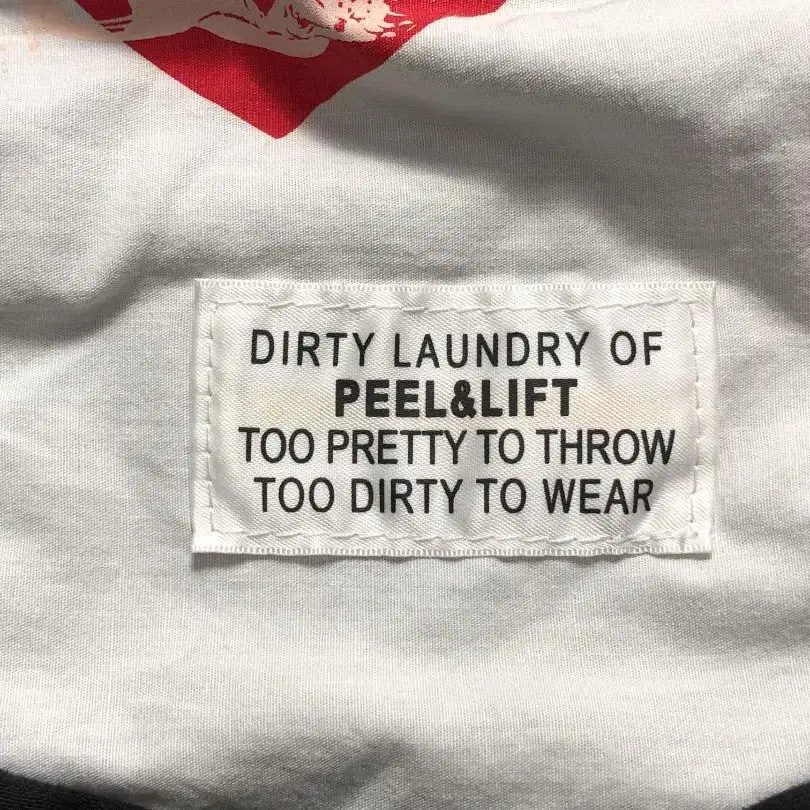 DIRTY LAUNDRY OF
PEEL&LIFT
TOO PRETTY TO THROW
TOO DIRTY TO WEAR